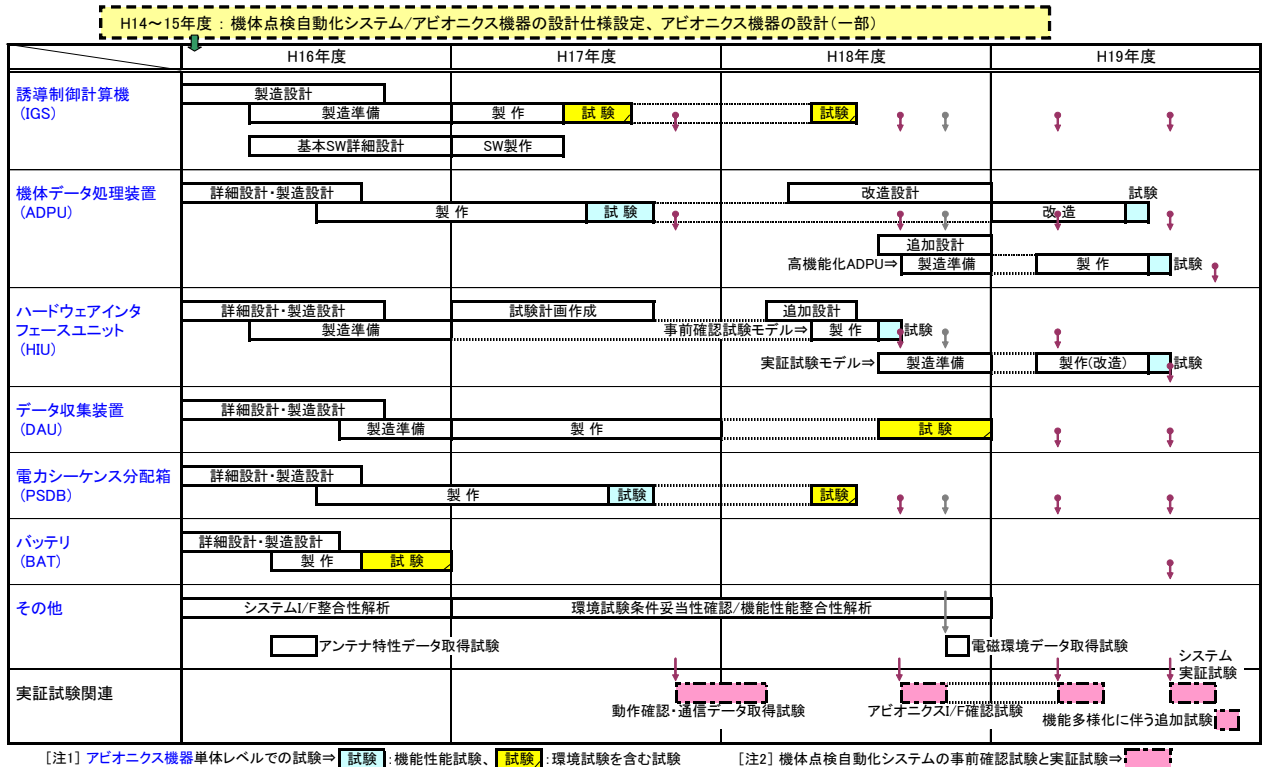 H14～15年度 : 機体点検自動化システム/アビオニクス機器の設計仕様設定、アビオニクス機器の設計(一部)
H16年度 H17年度 H18年度 H19年度
誘導制御計算機
(IGS)
製造設計
製造準備 製 作 試 験 試験
基本SW詳細設計 SW製作
機体データ処理装置
(ADPU)
詳細設計・製造設計 改造設計 試験
製 作 試 験 改 造
追加設計
高機能化ADPU⇒ 製造準備 製 作 試験
ハードウェアインタ
フェースユニット
(HIU)
詳細設計・製造設計 試験計画作成 追加設計
製造準備 事前確認試験モデル⇒ 製 作 試験
実証試験モデル⇒ 製造準備 製作(改造) 試験
データ収集装置
(DAU)
詳細設計・製造設計
製造準備 製 作 試 験
電力シーケンス分配箱
(PSDB)
詳細設計・製造設計
製 作 試験 試験
バッテリ
(BAT)
詳細設計・製造設計
製 作 試 験
その他
システムI/F整合性解析 環境試験条件妥当性確認/機能性能整合性解析
アンテナ特性データ取得試験 電磁環境データ取得試験
システム
実証試験
実証試験関連
動作確認・通信データ取得試験 アビオニクスI/F確認試験
機能多様化に伴う追加試験
[注1] アビオニクス機器単体レベルでの試験⇒ 試験 :機能性能試験、 試験 :環境試験を含む試験 [注2] 機体点検自動化システムの事前確認試験と実証試験⇒